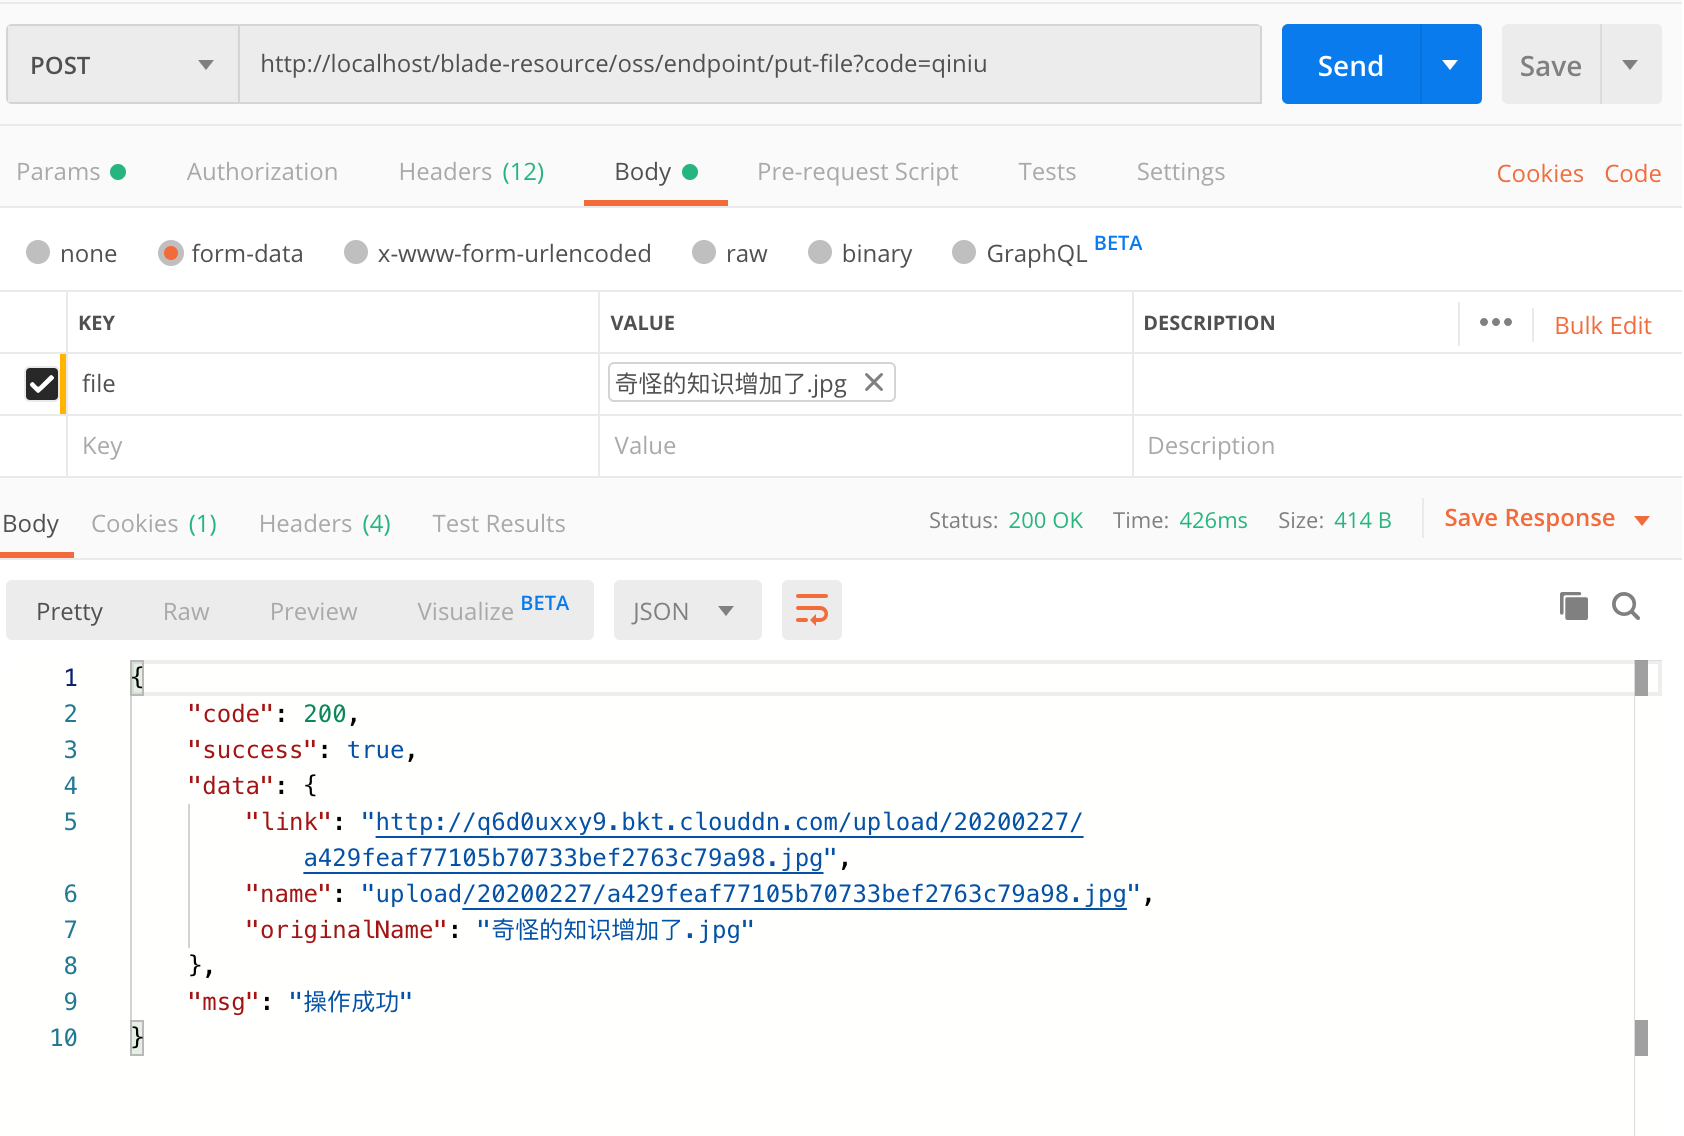 POST http://localhost/blade-resource/oss/endpoint/put-file?code=qiniu Send Save
Params Authorization Headers (12) Body Pre-request Script Tests Settings Cookies Code
none form-data x-www-form-urlencoded raw binary GraphQL BETA
KEY VALUE DESCRIPTION ••• Bulk Edit
file 奇怪的知识增加了.jpg
Key Value Description
Body Cookies (1) Headers (4) Test Results Status: 200 OK Time: 426ms Size: 414 B Save Response
Pretty Raw Preview Visualize BETA JSON
1 {
2 "code": 200,
3 "success": true,
4 "data": {
5 "link": "http://q6d0uxxy9.bkt.clouddn.com/upload/20200227/
a429feaf77105b70733bef2763c79a98.jpg",
6 "name": "upload/20200227/a429feaf77105b70733bef2763c79a98.jpg",
7 "originalName": "奇怪的知识增加了.jpg"
8 },
9 "msg": "操作成功"
10 }